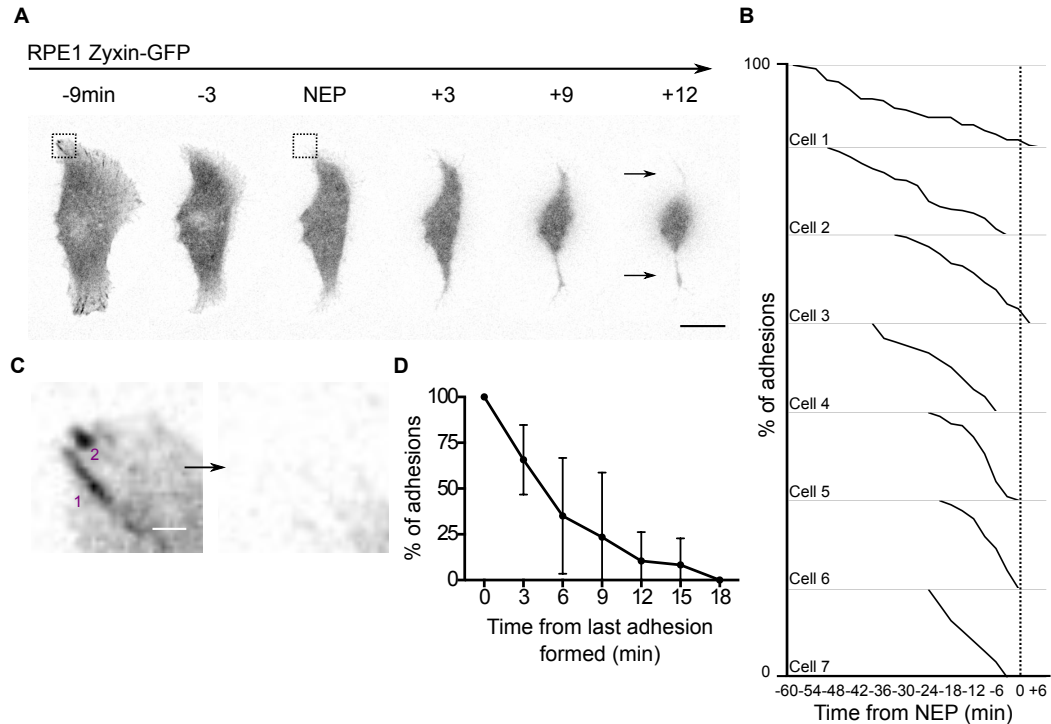 A
RPE1 Zyxin-GFP
-9min -3 NEP +3 +9 +12
B
100
Cell 1
Cell 2
Cell 3
Cell 4
Cell 5
Cell 6
Cell 7
0
% of adhesions
-60-54-48-42-36-30-24-18-12 -6 0 +6
Time from NEP (min)
C
2
1
D
100
75
50
25
0
% of adhesions
0 3 6 9 12 15 18
Time from last adhesion
formed (min)